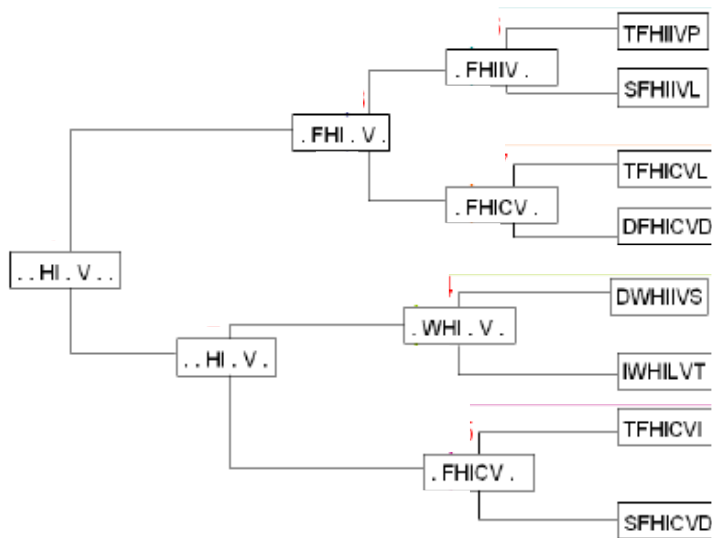 TFHIIVP
. FHIIV .
SFHIIVL
. FHI . V .
TFHICVL
. FHICV .
DFHICVD
. . HI . V . .
DWHIIVS
. WHI . V .
. . HI . V .
IWHILVT
TFHICVI
. FHICV .
SFHICVD